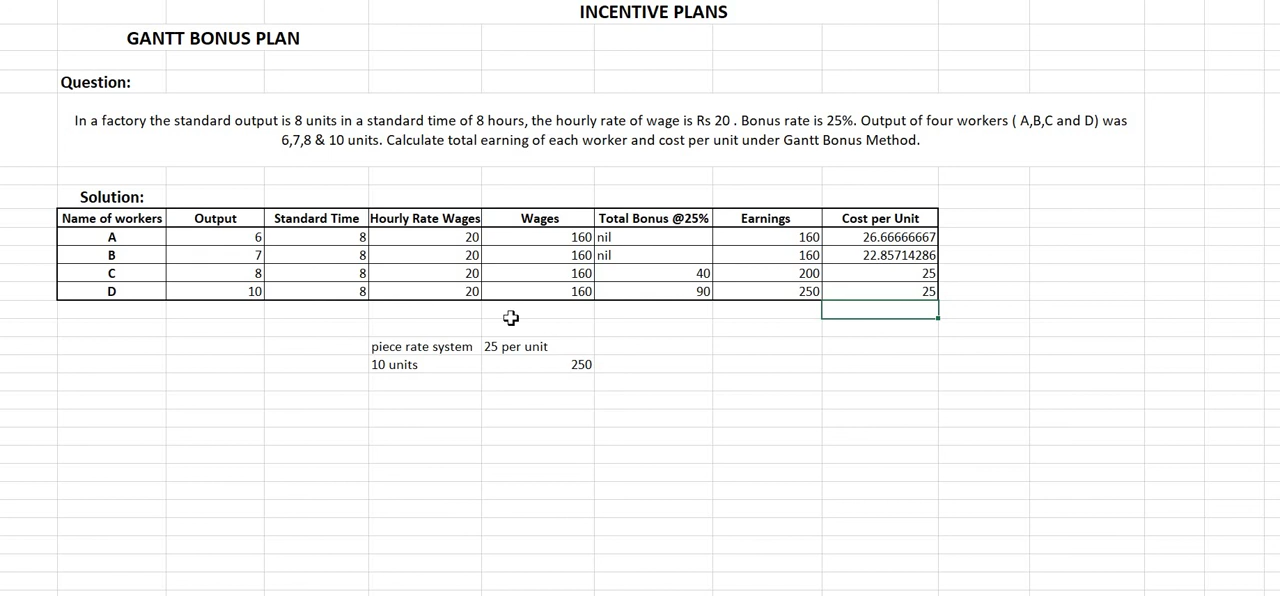 INCENTIVE PLANS
GANTT BONUS PLAN
Question:
In a factory the standard output is 8 units in a standard time of 8 hours, the hourly rate of wage is Rs 20 . Bonus rate is 25%. Output of four workers ( A,B,C and D) was
6,7,8 & 10 units. Calculate total earning of each worker and cost per unit under Gantt Bonus Method.
Solution:
Name of workers Output Standard Time Hourly Rate Wages Wages Total Bonus @25% Earnings Cost per Unit
A 6 8 20 160 nil 160 26.66666667
B 7 8 20 160 nil 160 22.85714286
C 8 8 20 160 40 200 25
D 10 8 20 160 90 250 25
piece rate system 25 per unit
10 units 250